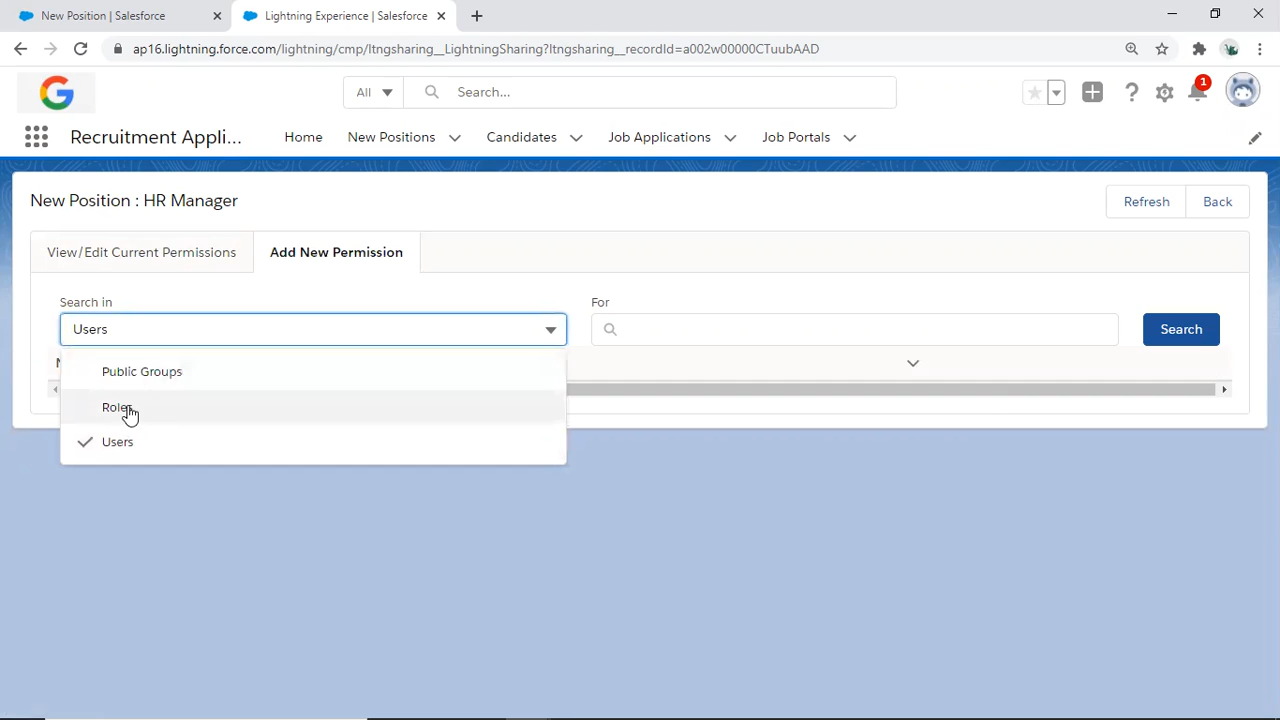 New Position | Salesforce
Lightning Experience | Salesforce
ap16.lightning.force.com/lightning/cmp/ltngsharing__LightningSharing?ltngsharing__recordId=a002w00000CTuubAAD
G
All
Search...
1
Recruitment Appli...
Home
New Positions
Candidates
Job Applications
Job Portals
New Position : HR Manager
Refresh
Back
View/Edit Current Permissions
Add New Permission
Search in
For
Users
Search
Public Groups
Roles
Users